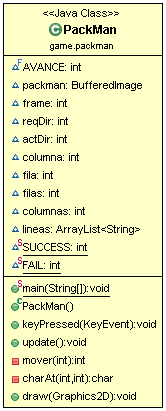 <<Java Class>>
PackMan
game.packman
AVANCE: int
packman: BufferedImage
frame: int
reqDir: int
actDir: int
columna: int
fila: int
filas: int
columnas: int
lineas: ArrayList<String>
SUCCESS: int
FAIL: int
main(String[]):void
PackMan()
keyPressed(KeyEvent):void
update():void
mover(int):int
charAt(int,int):char
draw(Graphics2D):void